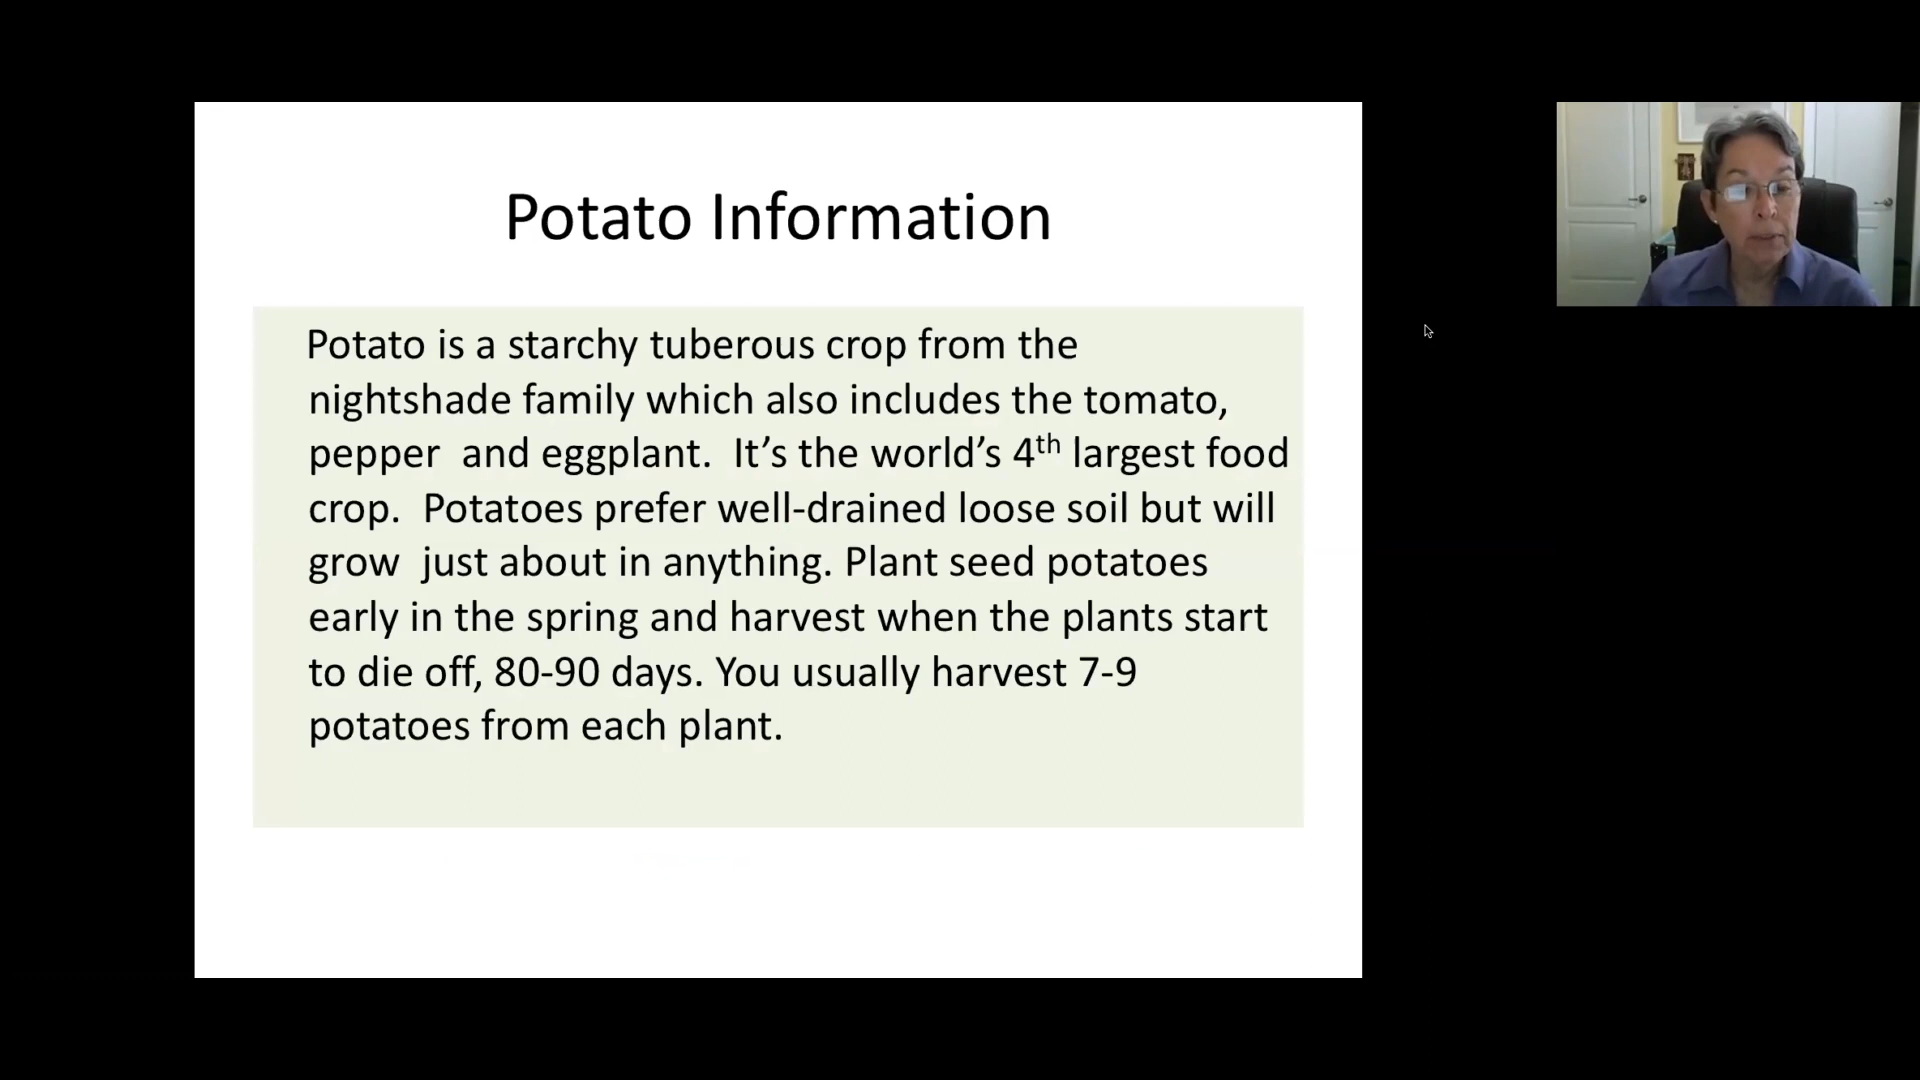 Potato Information
Potato is a starchy tuberous crop from the
nightshade family which also includes the tomato,
pepper  and eggplant.  It’s the world’s 4th largest food
crop.  Potatoes prefer well-drained loose soil but will
grow  just about in anything. Plant seed potatoes
early in the spring and harvest when the plants start
to die off, 80-90 days. You usually harvest 7-9
potatoes from each plant.